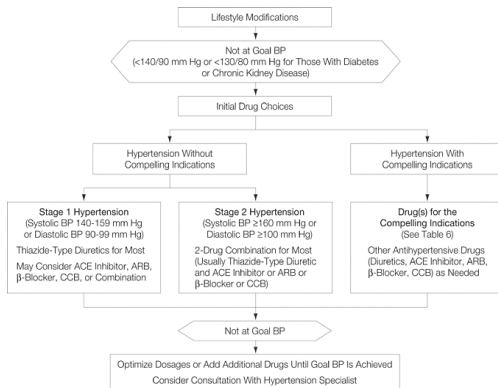 Lifestyle Modifications
Not at Goal BP
(<140/90 mm Hg or <130/80 mm Hg for Those With Diabetes
or Chronic Kidney Disease)
Initial Drug Choices
Hypertension Without
Compelling Indications
Hypertension With
Compelling Indications
Stage 1 Hypertension
(Systolic BP 140-159 mm Hg
or Diastolic BP 90-99 mm Hg)
Thiazide-Type Diuretics for Most
May Consider ACE Inhibitor, ARB,
β-Blocker, CCB, or Combination
Stage 2 Hypertension
(Systolic BP ≥160 mm Hg or
Diastolic BP ≥100 mm Hg)
2-Drug Combination for Most
(Usually Thiazide-Type Diuretic
and ACE Inhibitor or ARB or
β-Blocker or CCB)
Drug(s) for the
Compelling Indications
(See Table 6)
Other Antihypertensive Drugs
(Diuretics, ACE Inhibitor, ARB,
β-Blocker, CCB) as Needed
Not at Goal BP
Optimize Dosages or Add Additional Drugs Until Goal BP Is Achieved
Consider Consultation With Hypertension Specialist